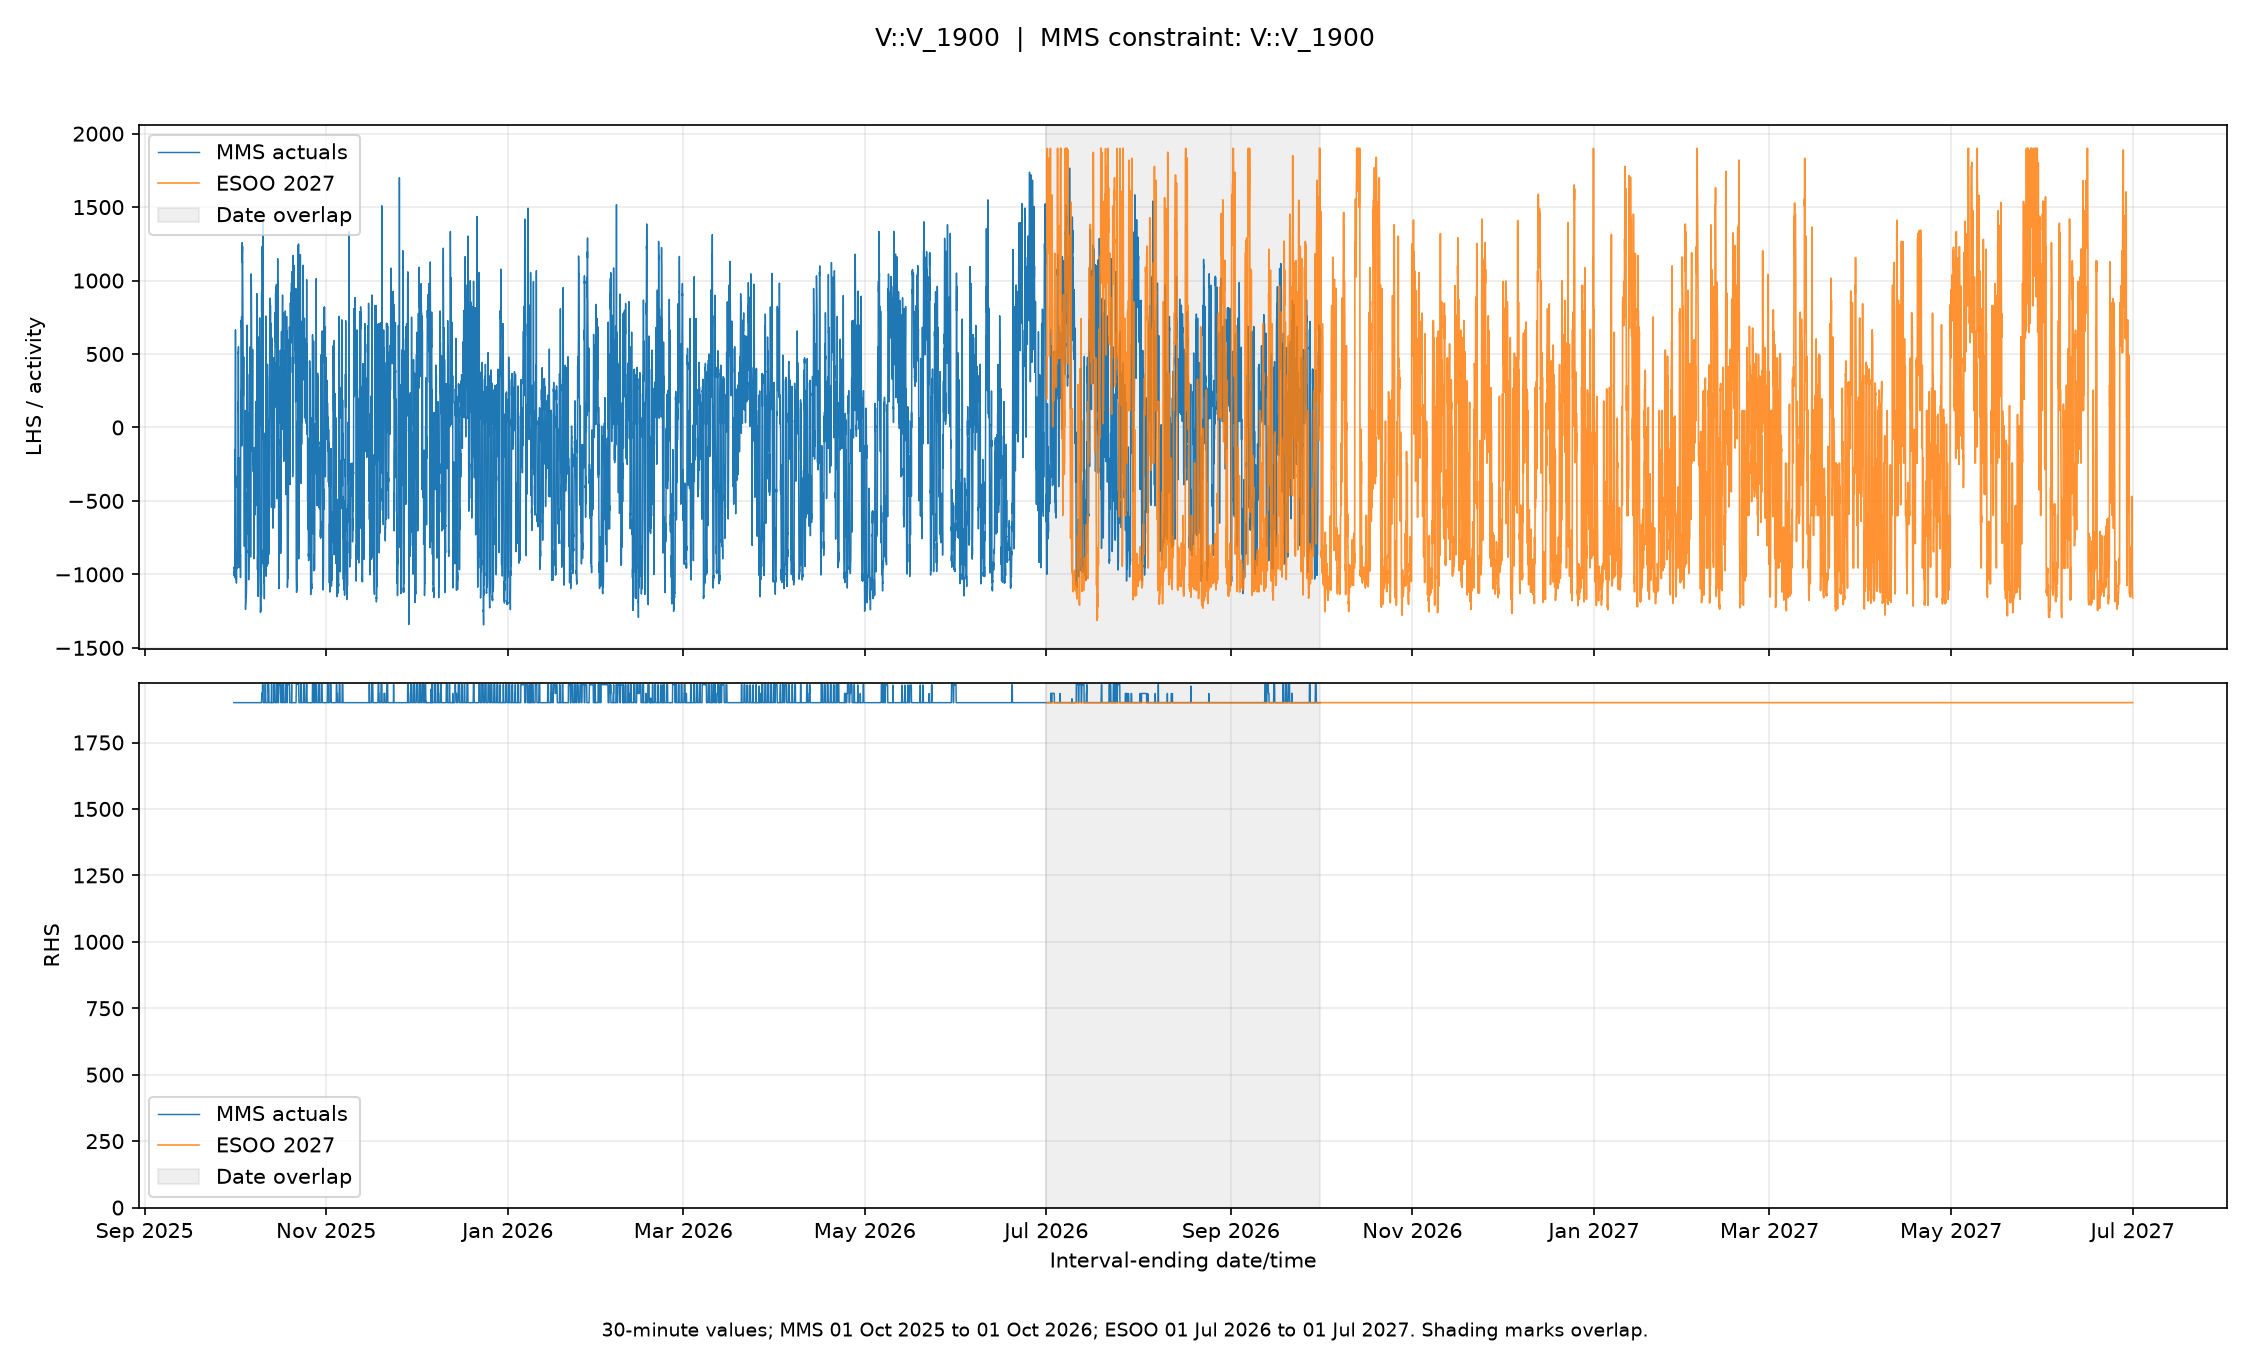 V::V_1900  |  MMS constraint: V::V_1900
2000
1500
1000
500
0
−500
−1000
−1500
LHS / activity
MMS actuals
ESOO 2027
Date overlap
1750
1500
1250
1000
750
500
250
0
RHS
MMS actuals
ESOO 2027
Date overlap
Sep 2025 Nov 2025 Jan 2026 Mar 2026 May 2026 Jul 2026 Sep 2026 Nov 2026 Jan 2027 Mar 2027 May 2027 Jul 2027
Interval-ending date/time
30-minute values; MMS 01 Oct 2025 to 01 Oct 2026; ESOO 01 Jul 2026 to 01 Jul 2027. Shading marks overlap.